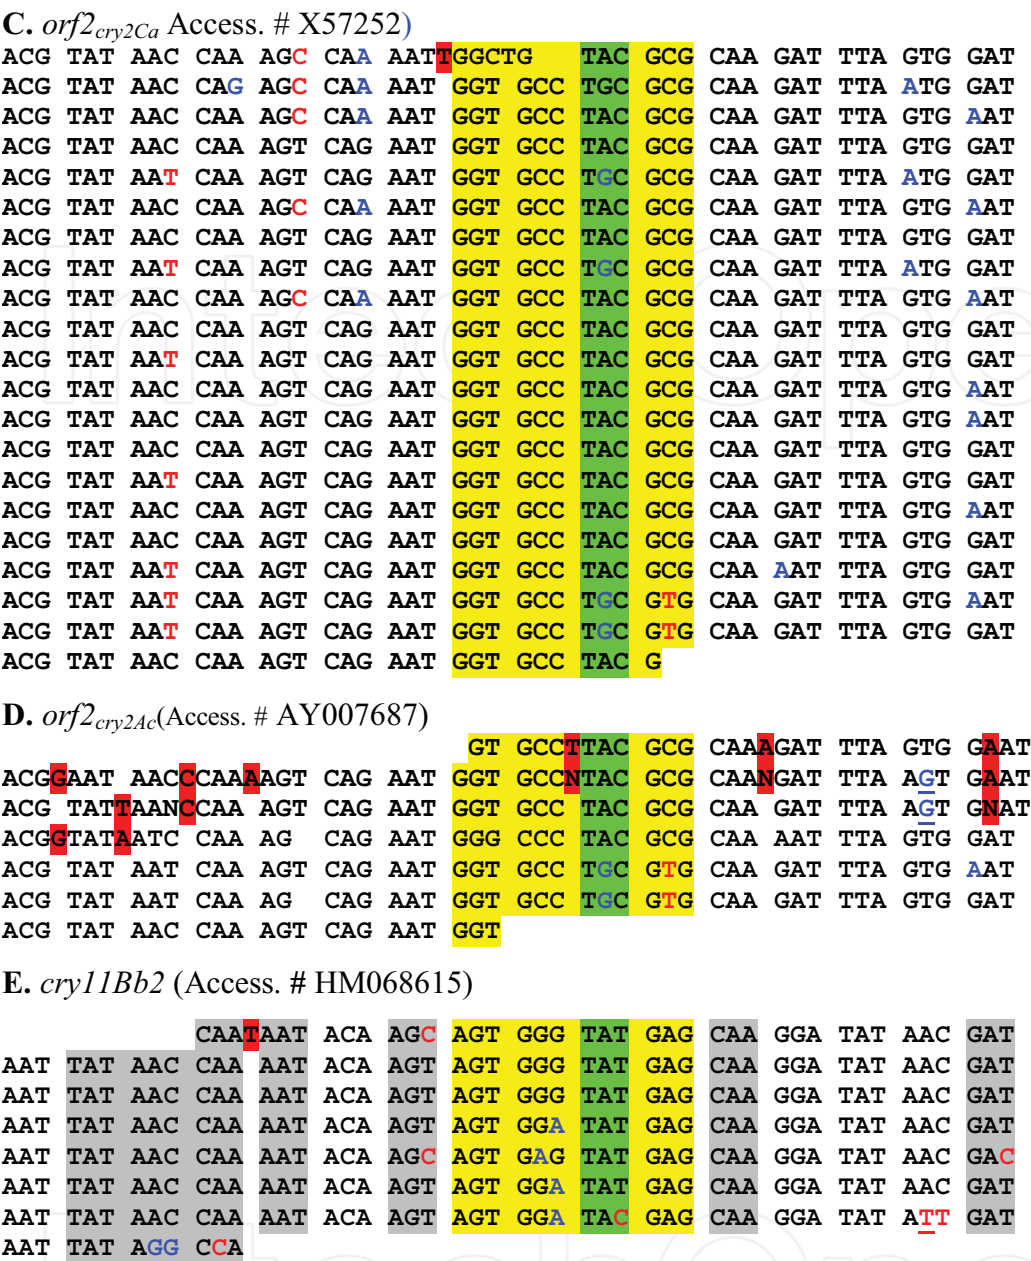 C. orf2cry2Ca Access. # X57252)
ACG TAT AAC CAA AGC CAA AATTGGCTG TAC GCG CAA GAT TTA GTG GAT
ACG TAT AAC CAG AGC CAA AAT GGT GCC TGC GCG CAA GAT TTA ATG GAT
ACG TAT AAC CAA AGC CAA AAT GGT GCC TAC GCG CAA GAT TTA GTG AAT
ACG TAT AAC CAA AGT CAG AAT GGT GCC TAC GCG CAA GAT TTA GTG GAT
ACG TAT AAT CAA AGT CAG AAT GGT GCC TGC GCG CAA GAT TTA ATG GAT
ACG TAT AAC CAA AGC CAA AAT GGT GCC TAC GCG CAA GAT TTA GTG AAT
ACG TAT AAC CAA AGT CAG AAT GGT GCC TAC GCG CAA GAT TTA GTG GAT
ACG TAT AAT CAA AGT CAG AAT GGT GCC TGC GCG CAA GAT TTA ATG GAT
ACG TAT AAC CAA AGC CAA AAT GGT GCC TAC GCG CAA GAT TTA GTG AAT
ACG TAT AAC CAA AGT CAG AAT GGT GCC TAC GCG CAA GAT TTA GTG GAT
ACG TAT AAT CAA AGT CAG AAT GGT GCC TAC GCG CAA GAT TTA GTG GAT
ACG TAT AAC CAA AGT CAG AAT GGT GCC TAC GCG CAA GAT TTA GTG AAT
ACG TAT AAC CAA AGT CAG AAT GGT GCC TAC GCG CAA GAT TTA GTG AAT
ACG TAT AAC CAA AGT CAG AAT GGT GCC TAC GCG CAA GAT TTA GTG GAT
ACG TAT AAT CAA AGT CAG AAT GGT GCC TAC GCG CAA GAT TTA GTG GAT
ACG TAT AAC CAA AGT CAG AAT GGT GCC TAC GCG CAA GAT TTA GTG AAT
ACG TAT AAC CAA AGT CAG AAT GGT GCC TAC GCG CAA GAT TTA GTG GAT
ACG TAT AAT CAA AGT CAG AAT GGT GCC TAC GCG CAA AAT TTA GTG GAT
ACG TAT AAT CAA AGT CAG AAT GGT GCC TGC GTG CAA GAT TTA GTG AAT
ACG TAT AAT CAA AGT CAG AAT GGT GCC TGC GTG CAA GAT TTA GTG GAT
ACG TAT AAC CAA AGT CAG AAT GGT GCC TAC G
D. orf2cry2Ac(Access. # AY007687)
GT GCCTTAC GCG CAAAGAT TTA GTG GAAT
ACGGAAT AACCCAAAAGT CAG AAT GGT GCCNTAC GCG CAANGAT TTA AGT GAAT
ACG TATTAANCCAA AGT CAG AAT GGT GCC TAC GCG CAA GAT TTA AGT GNAT
ACGGTATAATC CAA AG CAG AAT GGG CCC TAC GCG CAA AAT TTA GTG GAT
ACG TAT AAT CAA AGT CAG AAT GGT GCC TGC GTG CAA GAT TTA GTG AAT
ACG TAT AAT CAA AG CAG AAT GGT GCC TGC GTG CAA GAT TTA GTG GAT
ACG TAT AAC CAA AGT CAG AAT GGT
E. cry11Bb2 (Access. # HM068615)
CAATAAT ACA AGC AGT GGG TAT GAG CAA GGA TAT AAC GAT
AAT TAT AAC CAA AAT ACA AGT AGT GGG TAT GAG CAA GGA TAT AAC GAT
AAT TAT AAC CAA AAT ACA AGT AGT GGG TAT GAG CAA GGA TAT AAC GAT
AAT TAT AAC CAA AAT ACA AGT AGT GGA TAT GAG CAA GGA TAT AAC GAT
AAT TAT AAC CAA AAT ACA AGC AGT GAG TAT GAG CAA GGA TAT AAC GAC
AAT TAT AAC CAA AAT ACA AGT AGT GGA TAT GAG CAA GGA TAT AAC GAT
AAT TAT AAC CAA AAT ACA AGT AGT GGA TAC GAG CAA GGA TAT ATT GAT
AAT TAT AGG CCA